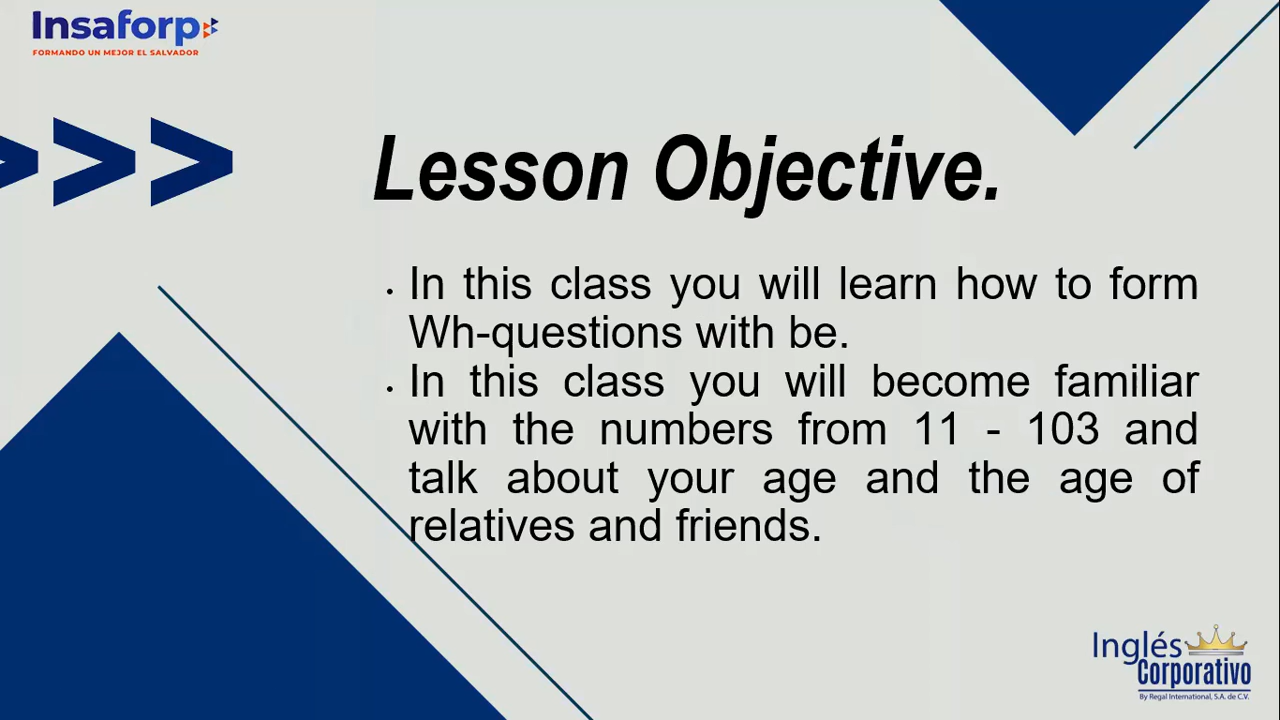 Insaforp
FORMANDO UN MEJOR EL SALVADOR
>>>
Lesson Objective.
• In this class you will learn how to form
Wh-questions with be.
• In this class you will become familiar
with the numbers from 11 - 103 and
talk about your age and the age of
relatives and friends.
Inglés
Corporativo
By Regal International, S.A. de C.V.